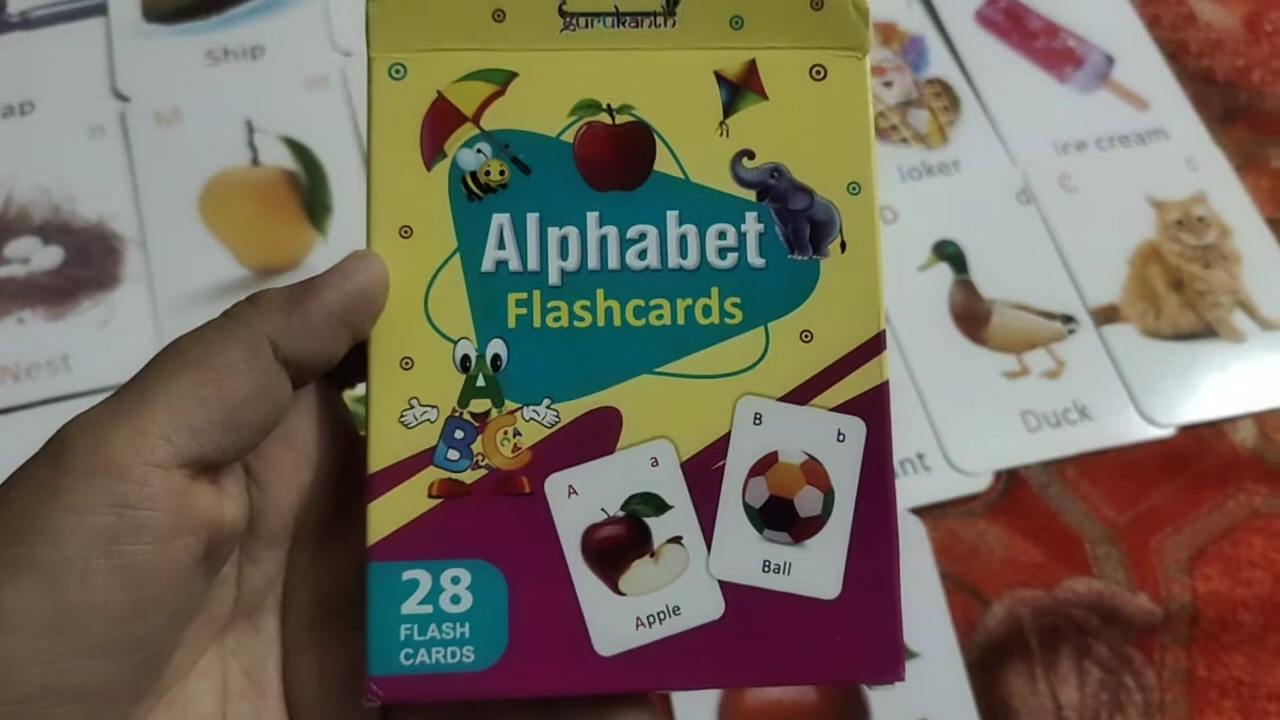 gurukanth
Alphabet
Flashcards
28
FLASH
CARDS
A a
Apple
B b
Ball
Ship
n
M m
Nest
Joker
ice cream
D d
Duck
C c